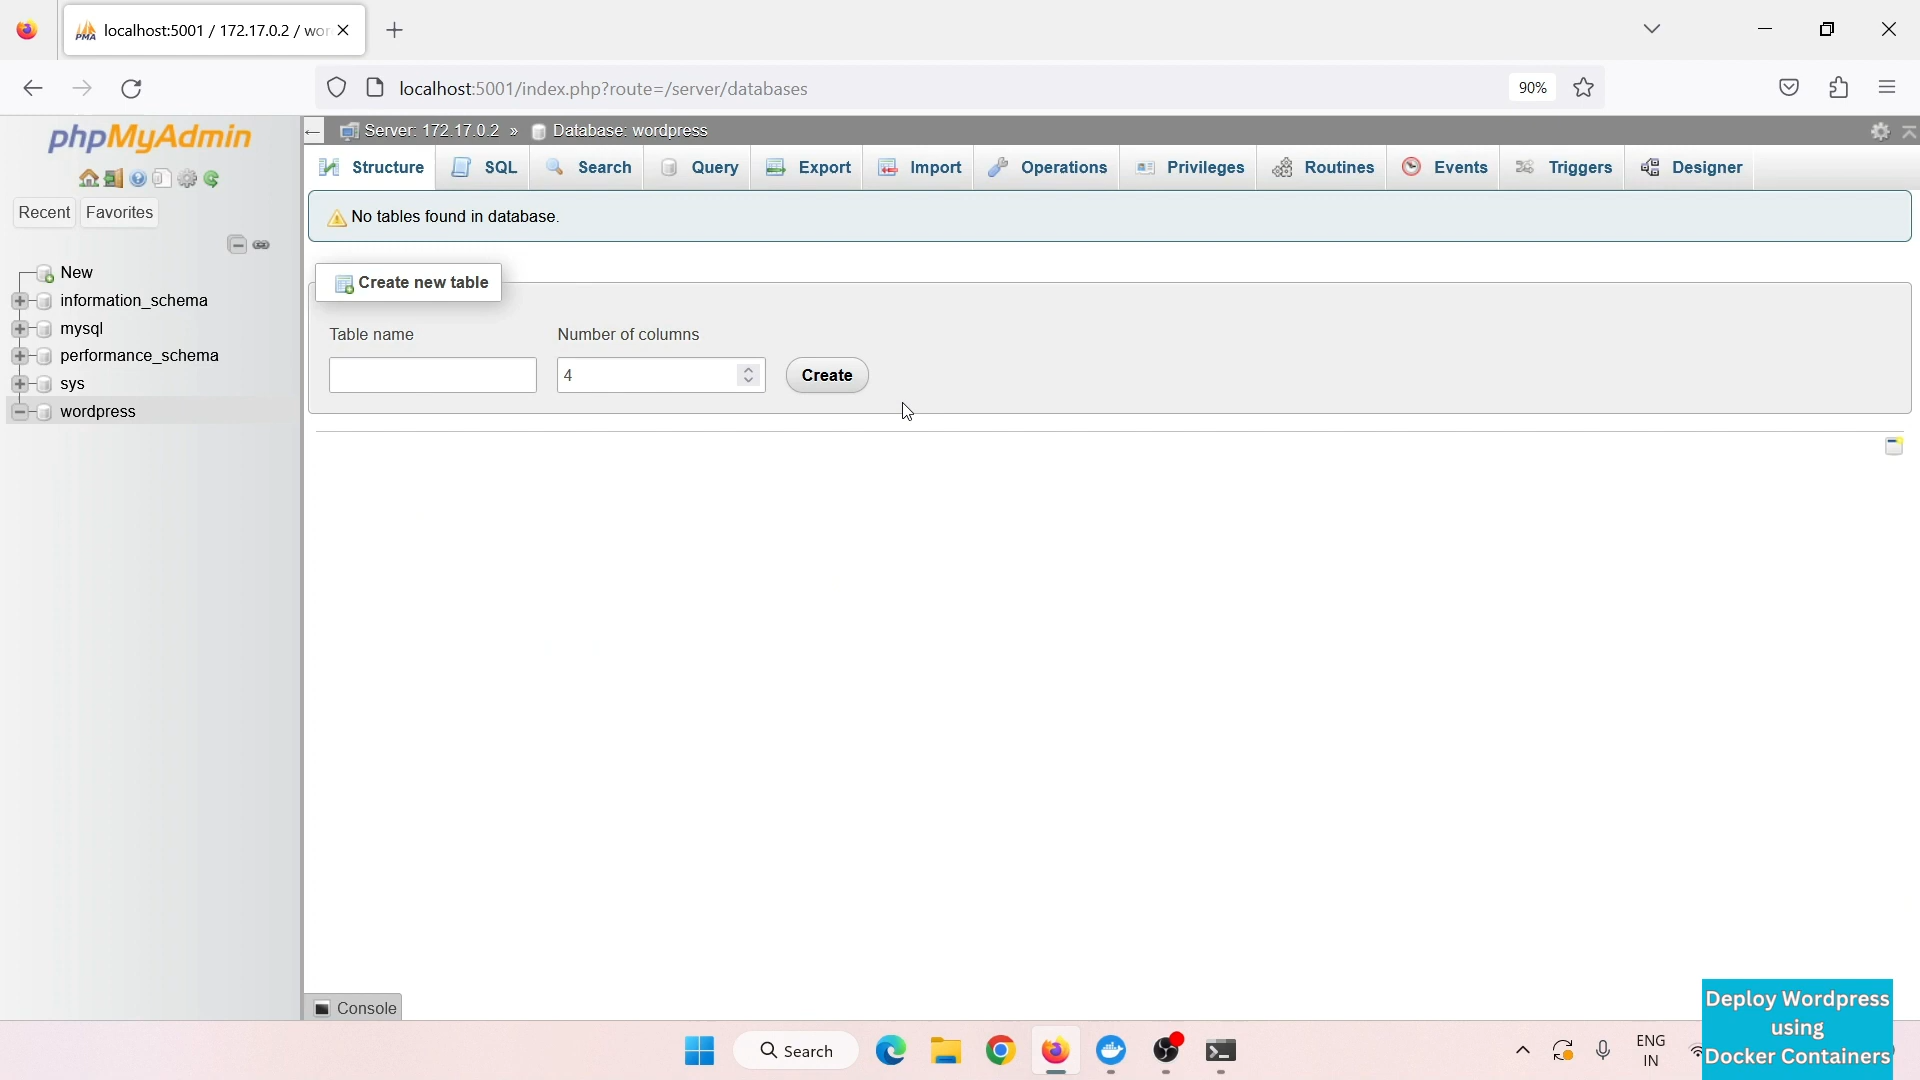 localhost:5001 / 172.17.0.2 / wor
localhost:5001/index.php?route=/server/databases
90%
phpMyAdmin
Server: 172.17.0.2 » Database: wordpress
Structure
SQL
Search
Query
Export
Import
Operations
Privileges
Routines
Events
Triggers
Designer
Recent
Favorites
No tables found in database.
New
information_schema
mysql
performance_schema
sys
wordpress
Create new table
Table name
Number of columns
4
Create
Console
Search
ENG
IN
Deploy Wordpress
using
Docker Containers